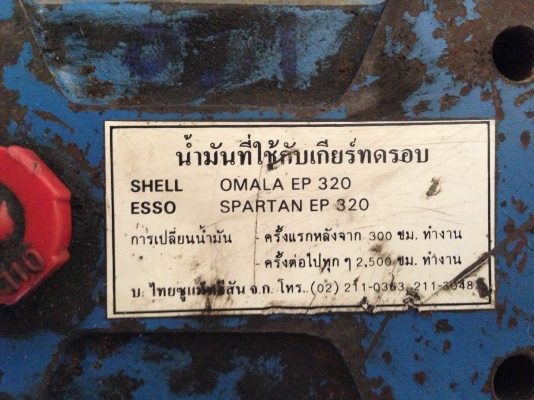 น้ำมันที่ใช้กับเกียร์ทดรอบ
SHELL OMALA EP 320
ESSO SPARTAN EP 320
การเปลี่ยนน้ำมัน - ครั้งแรกหลังจาก 300 ชม. ทำงาน
- ครั้งต่อไปทุก ๆ 2,500 ชม. ทำงาน
บ. ไทย จ.ก. โทร. (02) 211-0363, 211-3048
OIL